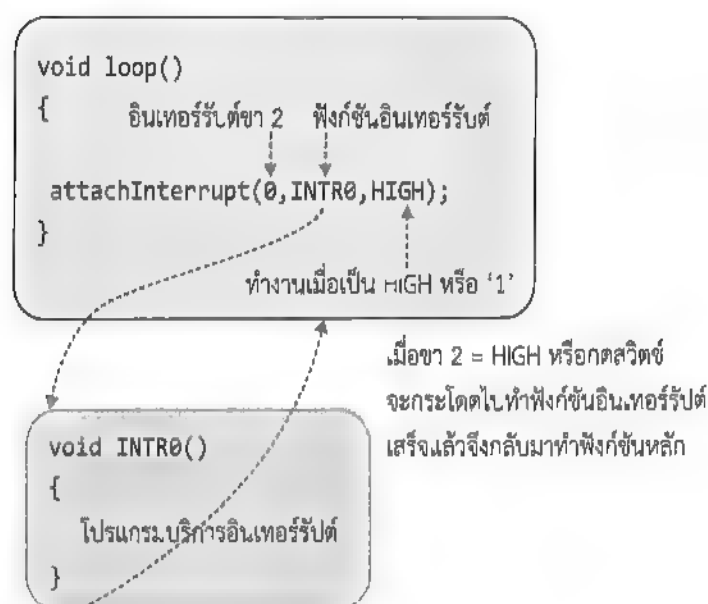 void loop()
{
อินเทอร์รัปต์ขา 2 ฟังก์ชันอินเทอร์รัปต์
attachInterrupt(0,INTR0,HIGH);
}
ทำงานเมื่อเป็น HIGH หรือ ‘1’
เมื่อขา 2 = HIGH หรือกดสวิตช์
จะกระโดดไปทำฟังก์ชันอินเทอร์รัปต์
เสร็จแล้วจึงกลับมาทำฟังก์ชันหลัก
void INTR0()
{
โปรแกรมบริการอินเทอร์รัปต์
}